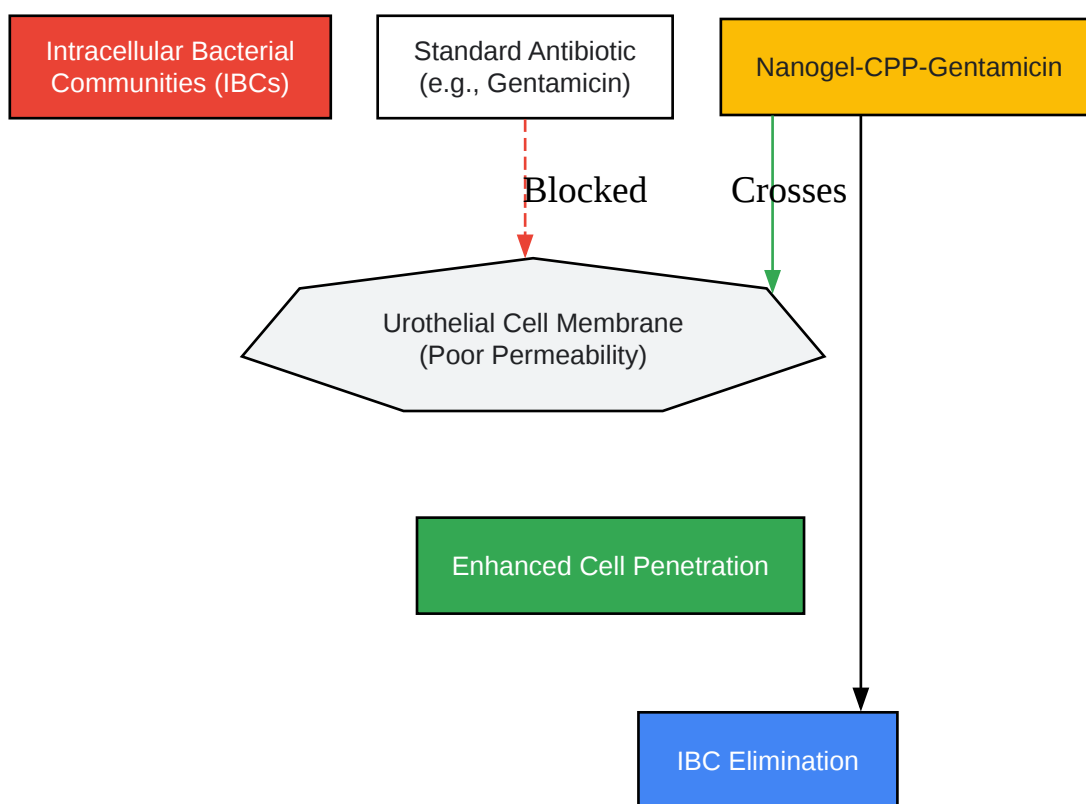 Intracellular Bacterial
Communities (IBCs)
Standard Antibiotic
(e.g., Gentamicin)
Nanogel-CPP-Gentamicin
Blocked
Crosses
Urothelial Cell Membrane
(Poor Permeability)
Enhanced Cell Penetration
IBC Elimination